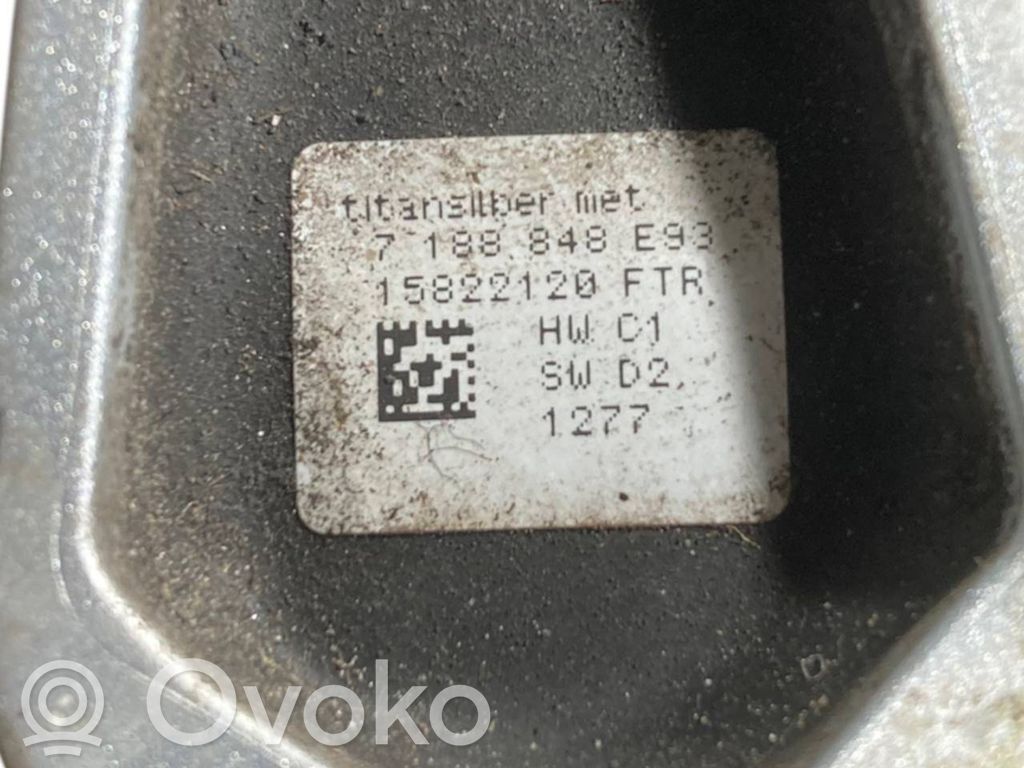 titansilber met
7 188 848 E93
15822120 FTR
HW C1
SW D2
1277
Ovoko